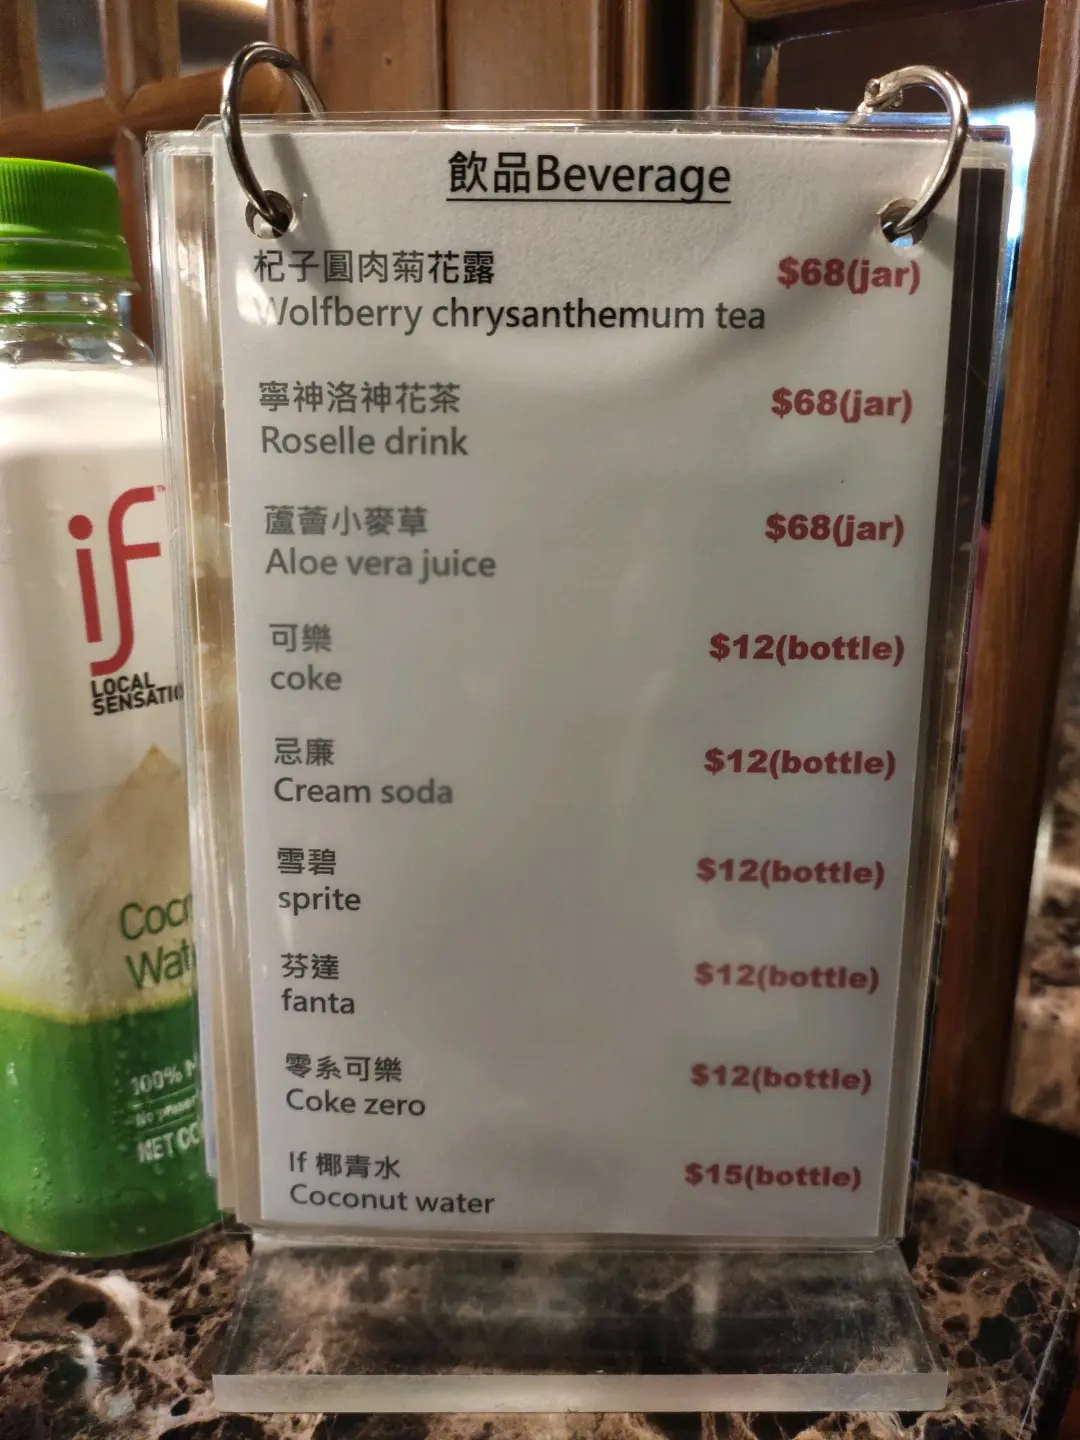 飲品Beverage
杞子圓肉菊花露 $68(jar)
Wolfberry chrysanthemum tea
寧神洛神花茶 $68(jar)
Roselle drink
蘆薈小麥草 $68(jar)
Aloe vera juice
可樂 $12(bottle)
coke
忌廉 $12(bottle)
Cream soda
雪碧 $12(bottle)
sprite
芬達 $12(bottle)
fanta
零系可樂 $12(bottle)
Coke zero
If 椰青水 $15(bottle)
Coconut water
if
LOCAL
100%